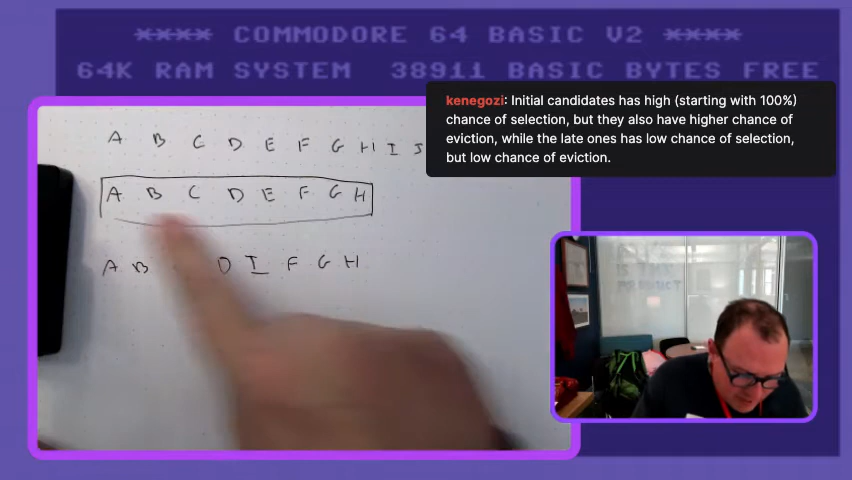 **** COMMODORE 64 BASIC V2 ****
64K RAM SYSTEM 38911 BASIC BYTES FREE
kenegozi: Initial candidates has high (starting with 100%)
chance of selection, but they also have higher chance of
eviction, while the late ones has low chance of selection,
but low chance of eviction.
A B C D E F G H I J
A B C D E F G H
A B D I F G H